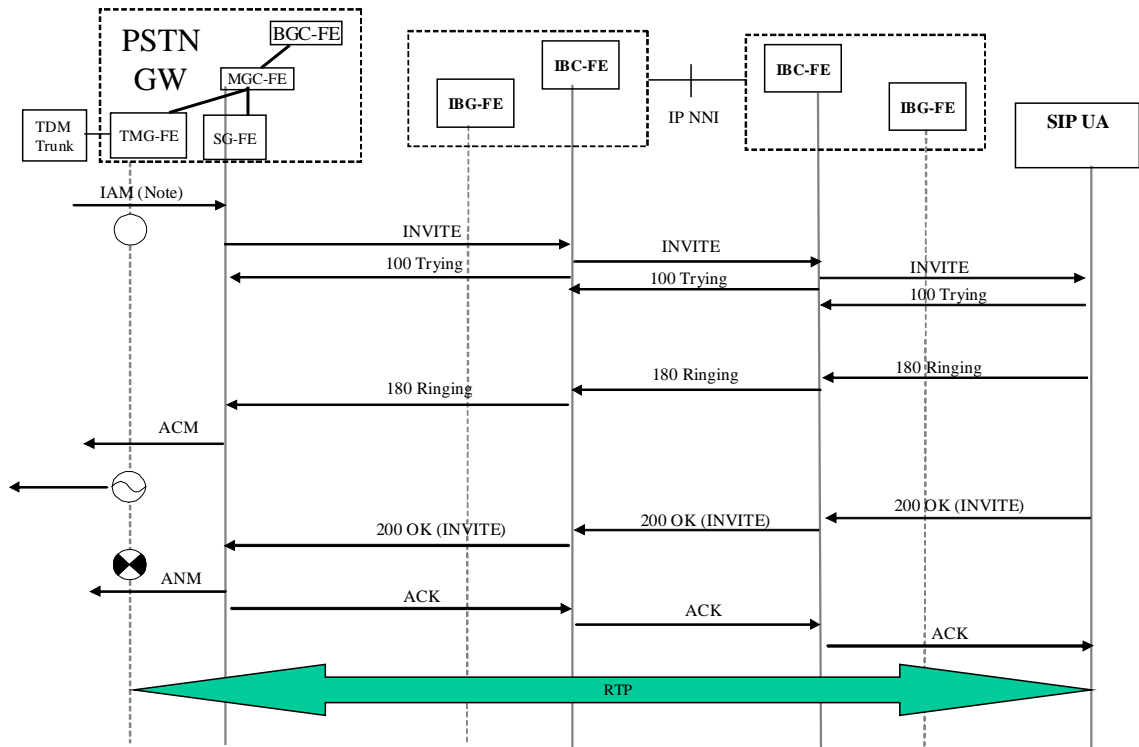 PSTN
GW
BGC-FE
MGC-FE
TMG-FE
SG-FE
TDM
Trunk
IBC-FE
IBG-FE
IP NNI
IBC-FE
IBG-FE
SIP UA
IAM (Note)
INVITE
INVITE
100 Trying
INVITE
100 Trying
100 Trying
180 Ringing
180 Ringing
180 Ringing
ACM
200 OK (INVITE)
200 OK (INVITE)
200 OK (INVITE)
ANM
ACK
ACK
ACK
RTP